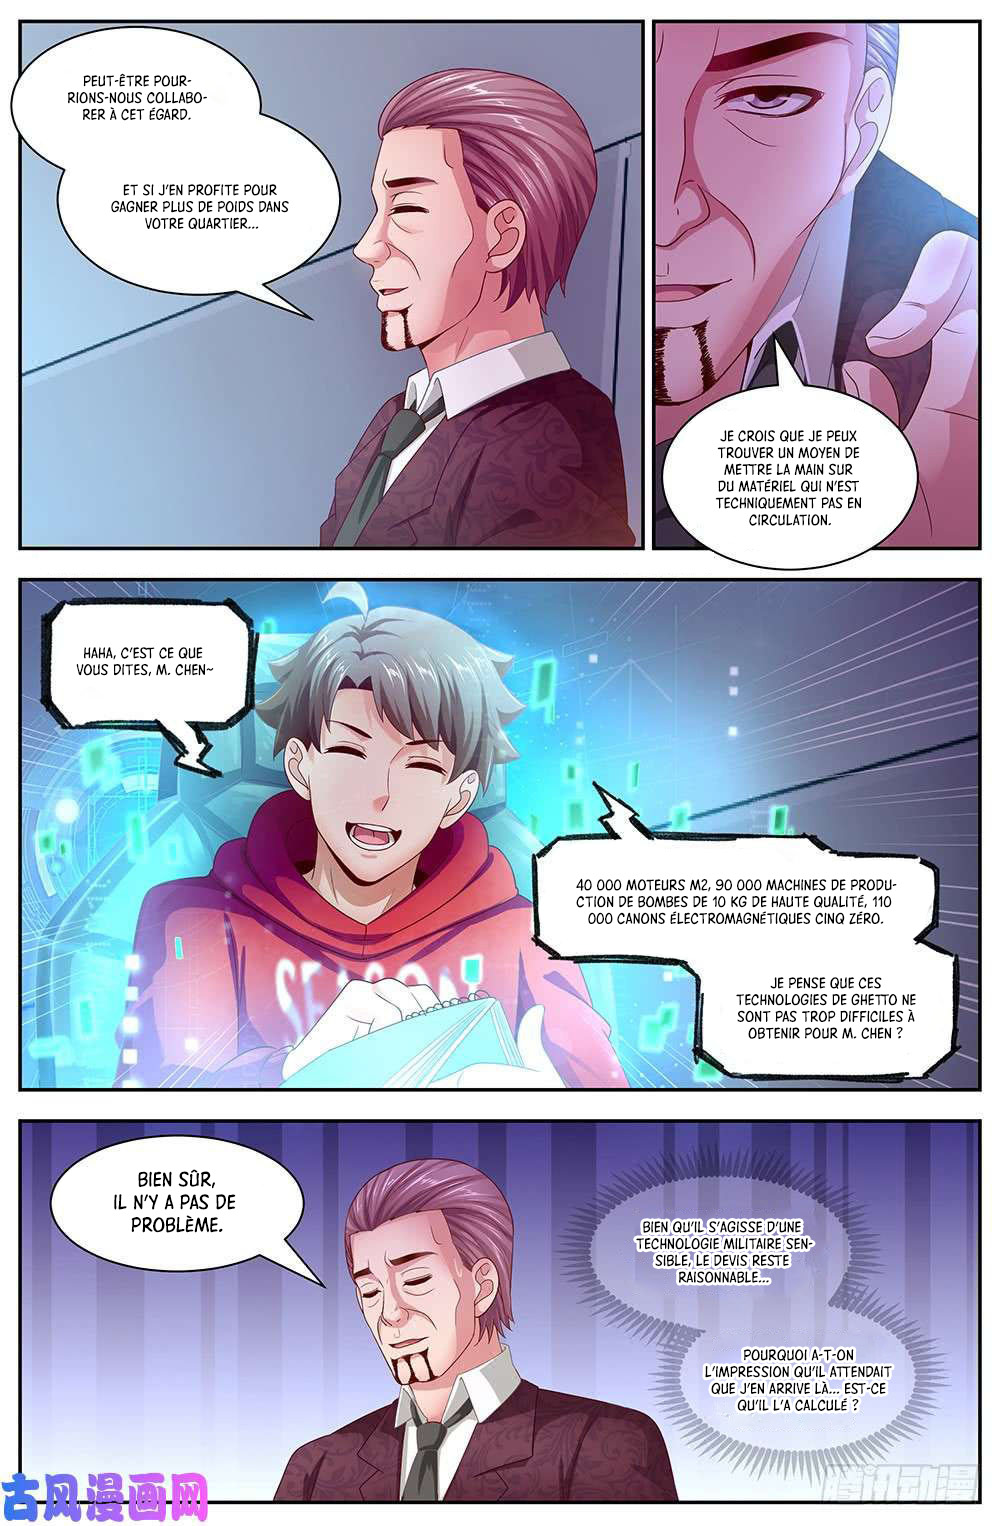 PEUT-ÊTRE POUR-
RIONS-NOUS COLLABO-
RER À CET ÉGARD.
ET SI J'EN PROFITE POUR
GAGNER PLUS DE POIDS DANS
VOTRE QUARTIER...
JE CROIS QUE JE PEUX
TROUVER UN MOYEN DE
METTRE LA MAIN SUR
DU MATÉRIEL QUI N'EST
TECHNIQUEMENT PAS EN
CIRCULATION.
HAHA, C'EST CE QUE
VOUS DITES, M. CHEN~
40 000 MOTEURS M2, 90 000 MACHINES DE PRODU-
CTION DE BOMBES DE 10 KG DE HAUTE QUALITÉ, 110
000 CANONS ÉLECTROMAGNÉTIQUES CINQ ZÉRO.
JE PENSE QUE CES
TECHNOLOGIES DE GHETTO NE
SONT PAS TROP DIFFICILES À
OBTENIR POUR M. CHEN ?
SEASON
BIEN SÛR,
IL N'Y A PAS DE
PROBLÈME.
BIEN QU'IL S'AGISSE D'UNE
TECHNOLOGIE MILITAIRE SEN-
SIBLE, LE DEVIS RESTE
RAISONNABLE...
POURQUOI A-T-ON
L'IMPRESSION QU'IL ATTENDAIT
QUE J'EN ARRIVE LÀ... EST-CE
QU'IL L'A CALCULÉ ?
古风漫画网
腾讯动漫